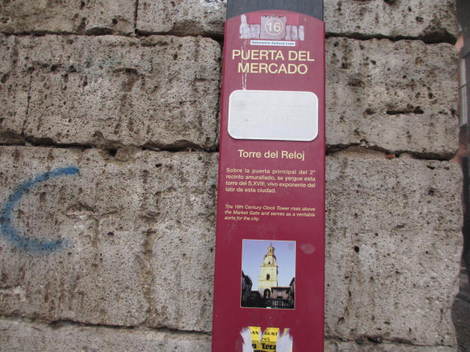 16
PUERTA DEL
MERCADO
Torre del Reloj
Sobre la puerta principal del 2º
recinto amurallado, se yergue esta
torre del S.XVIII, vivo exponente del
latir de esta ciudad.
The 18th Century Clock Tower rises above
the Market Gate and serves as a veritable
aorta for the city.